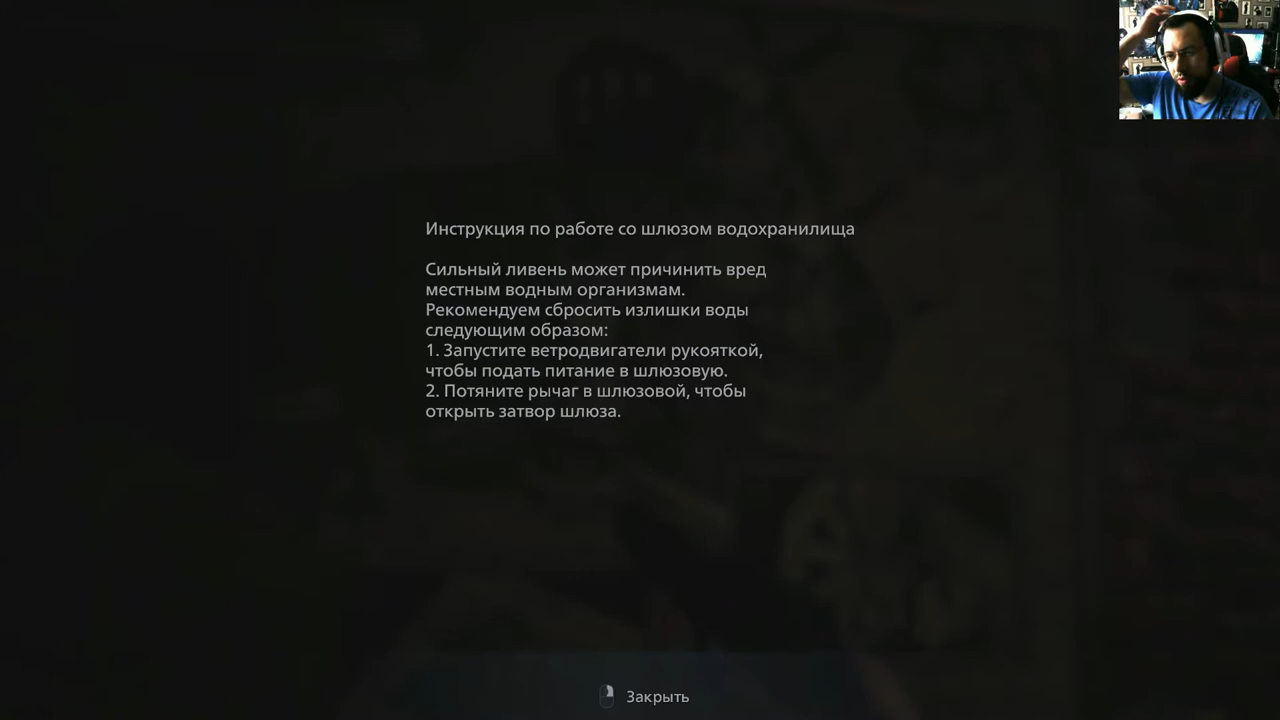 Инструкция по работе со шлюзом водохранилища
Сильный ливень может причинить вред
местным водным организмам.
Рекомендуем сбросить излишки воды
следующим образом:
1. Запустите ветродвигатели рукояткой,
чтобы подать питание в шлюзовую.
2. Потяните рычаг в шлюзовой, чтобы
открыть затвор шлюза.
Закрыть